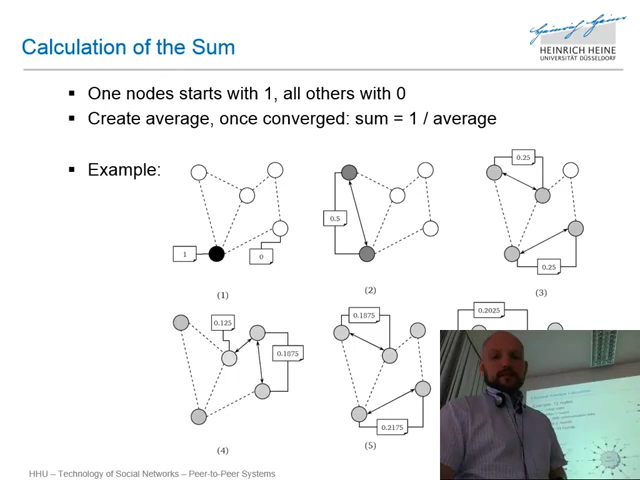 Calculation of the Sum
HEINRICH HEINE
UNIVERSITÄT DÜSSELDORF
▪ One nodes starts with 1, all others with 0
▪ Create average, once converged: sum = 1 / average
▪ Example:
1
0
(1)
0.5
(2)
0.25
0.25
(3)
0.125
0.1875
(4)
0.1875
0.2175
(5)
0.2025
HHU – Technology of Social Networks – Peer-to-Peer Systems